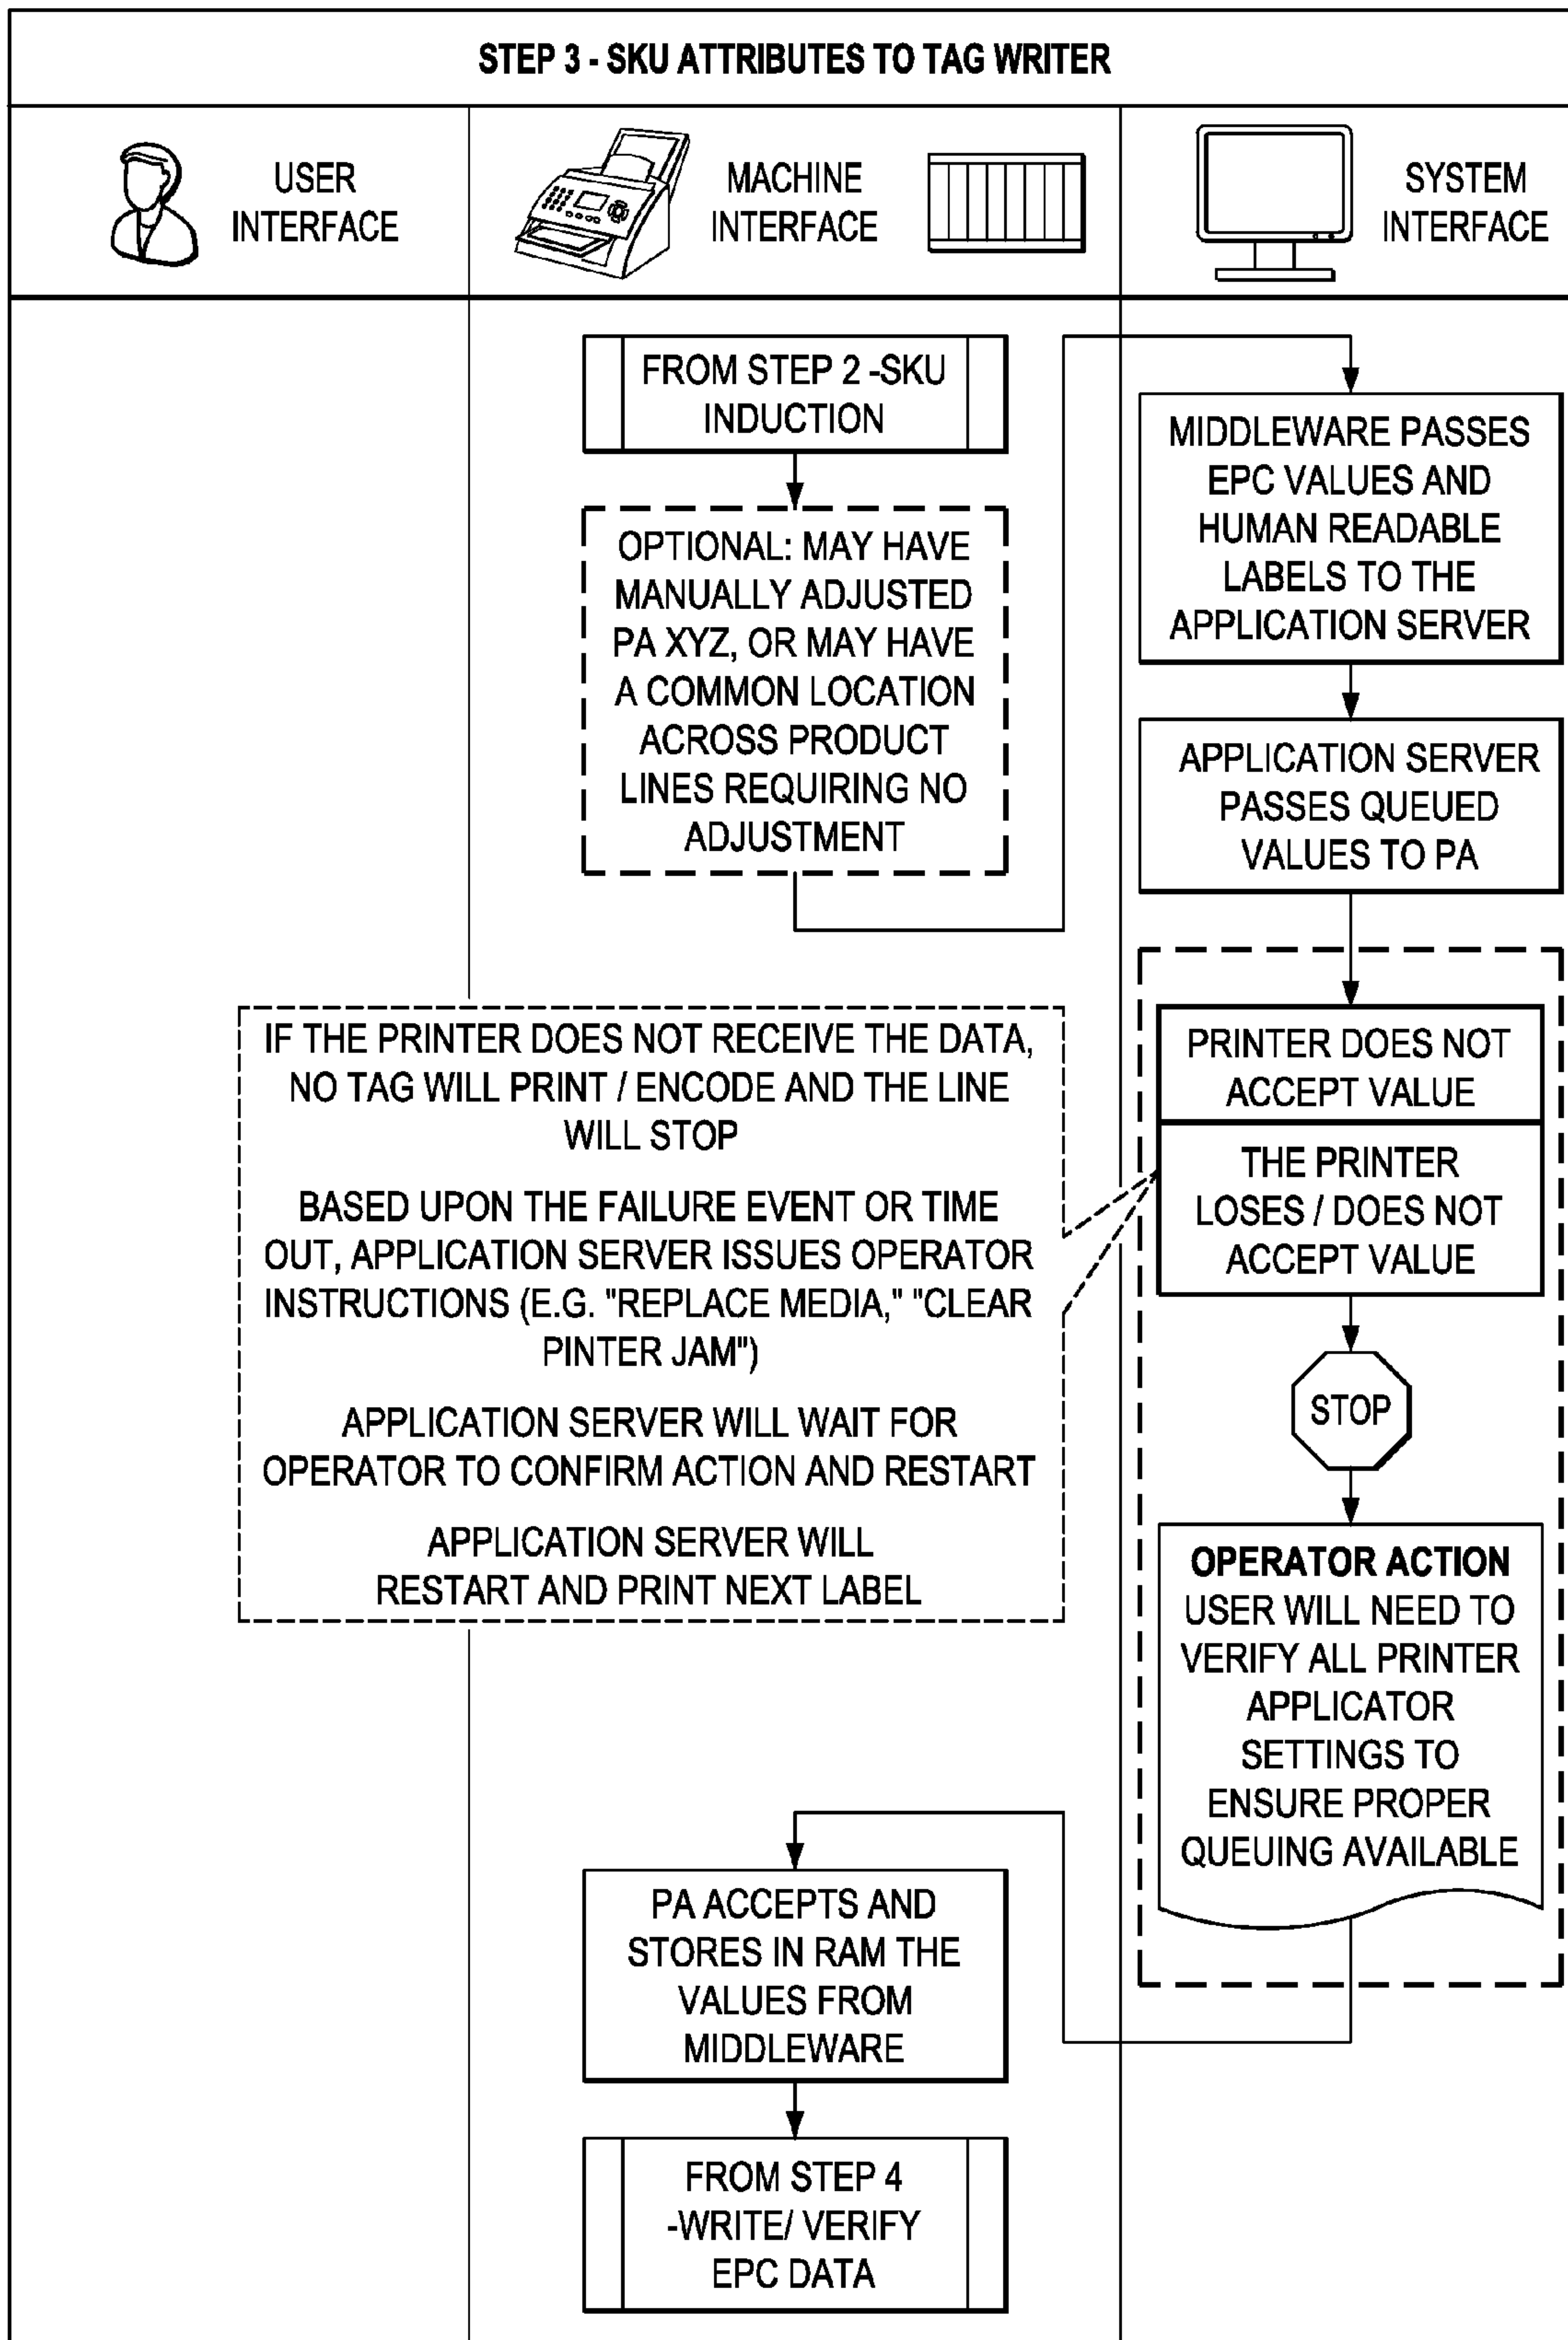 STEP 3 - SKU ATTRIBUTES TO TAG WRITER
USER
INTERFACE
MACHINE
INTERFACE
SYSTEM
INTERFACE
FROM STEP 2 -SKU
INDUCTION
OPTIONAL: MAY HAVE
MANUALLY ADJUSTED
PA XYZ, OR MAY HAVE
A COMMON LOCATION
ACROSS PRODUCT
LINES REQUIRING NO
ADJUSTMENT
MIDDLEWARE PASSES
EPC VALUES AND
HUMAN READABLE
LABELS TO THE
APPLICATION SERVER
APPLICATION SERVER
PASSES QUEUED
VALUES TO PA
PRINTER DOES NOT
ACCEPT VALUE
THE PRINTER
LOSES / DOES NOT
ACCEPT VALUE
IF THE PRINTER DOES NOT RECEIVE THE DATA,
NO TAG WILL PRINT / ENCODE AND THE LINE
WILL STOP
BASED UPON THE FAILURE EVENT OR TIME
OUT, APPLICATION SERVER ISSUES OPERATOR
INSTRUCTIONS (E.G. "REPLACE MEDIA," "CLEAR
PINTER JAM")
APPLICATION SERVER WILL WAIT FOR
OPERATOR TO CONFIRM ACTION AND RESTART
APPLICATION SERVER WILL
RESTART AND PRINT NEXT LABEL
STOP
OPERATOR ACTION
USER WILL NEED TO
VERIFY ALL PRINTER
APPLICATOR
SETTINGS TO
ENSURE PROPER
QUEUING AVAILABLE
PA ACCEPTS AND
STORES IN RAM THE
VALUES FROM
MIDDLEWARE
FROM STEP 4
-WRITE/ VERIFY
EPC DATA